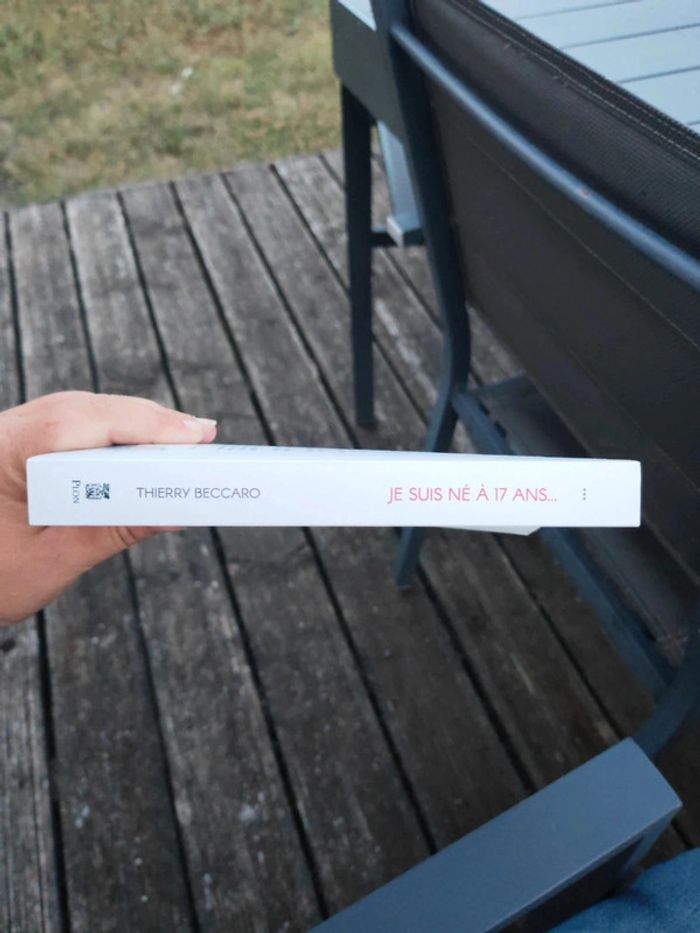 PLON
THIERRY BECCARO
JE SUIS NÉ À 17 ANS...